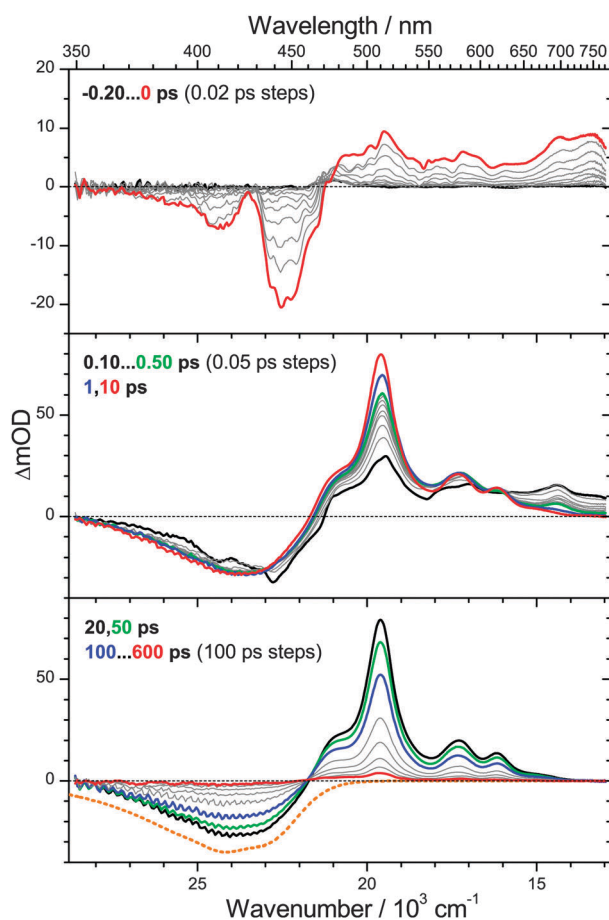 Wavelength / nm
350 400 450 500 550 600 650 700 750
20
-0.20...0 ps (0.02 ps steps)
10
0
-10
-20
0.10...0.50 ps (0.05 ps steps)
1,10 ps
50
0
ΔmOD
20,50 ps
100...600 ps (100 ps steps)
50
0
25 20 15
Wavenumber / 10³ cm⁻¹